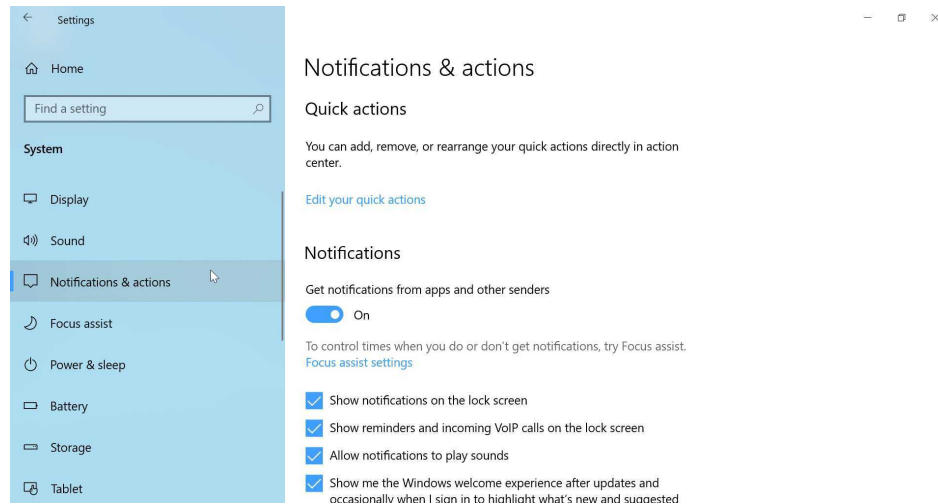 Settings
Home
Find a setting
System
Display
Sound
Notifications & actions
Focus assist
Power & sleep
Battery
Storage
Tablet
Notifications & actions
Quick actions
You can add, remove, or rearrange your quick actions directly in action
center.
Edit your quick actions
Notifications
Get notifications from apps and other senders
On
To control times when you do or don't get notifications, try Focus assist.
Focus assist settings
Show notifications on the lock screen
Show reminders and incoming VoIP calls on the lock screen
Allow notifications to play sounds
Show me the Windows welcome experience after updates and
occasionally when I sign in to highlight what's new and suggested